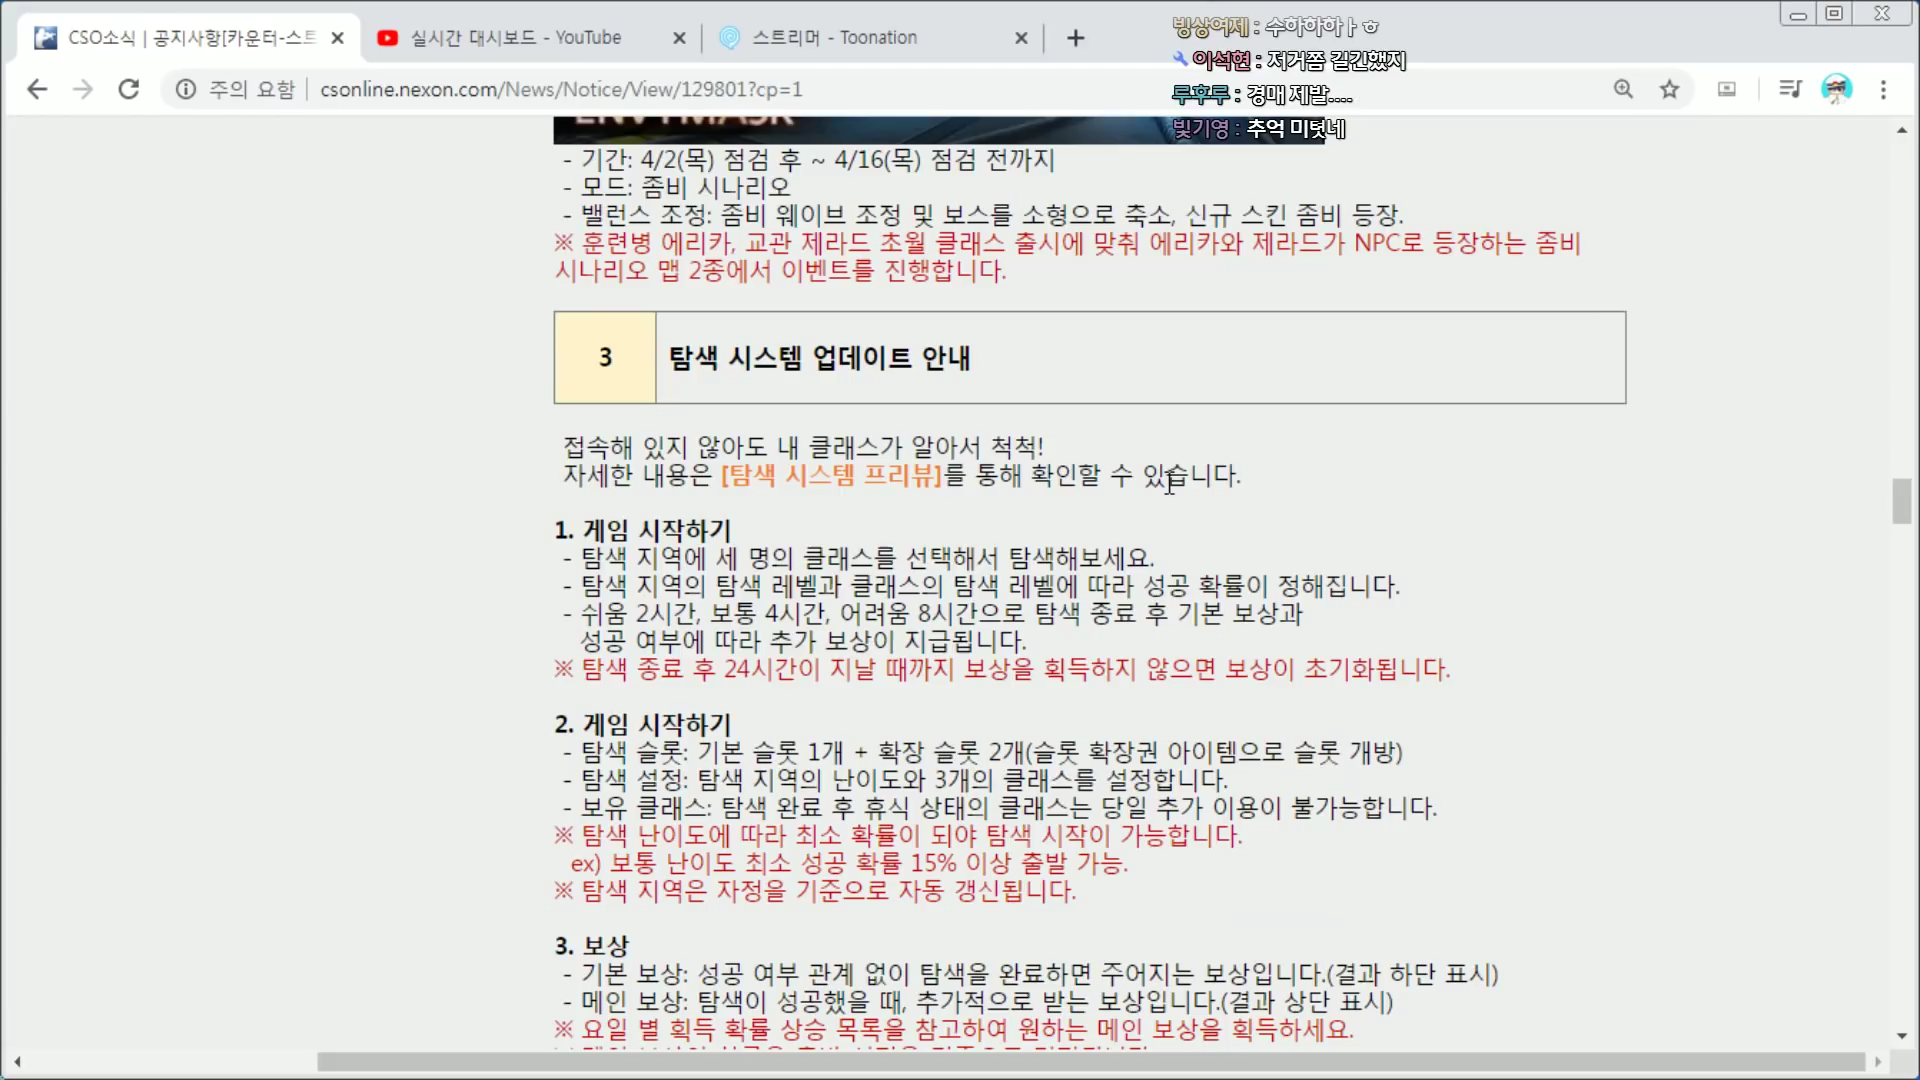 CSO소식 | 공지사항[카운터-스트
실시간 대시보드 - YouTube
스트리머 - Toonation
빙상여제 : 수하하하ㅏㅎ
이석현 : 저거쫌 길긴했지
루후루 : 경매 제발....
빛기영 : 추억 미텼네
주의 요함
csonline.nexon.com/News/Notice/View/129801?cp=1
- 기간: 4/2(목) 점검 후 ~ 4/16(목) 점검 전까지
- 모드: 좀비 시나리오
- 밸런스 조정: 좀비 웨이브 조정 및 보스를 소형으로 축소, 신규 스킨 좀비 등장.
※ 훈련병 에리카, 교관 제라드 초월 클래스 출시에 맞춰 에리카와 제라드가 NPC로 등장하는 좀비
시나리오 맵 2종에서 이벤트를 진행합니다.
3
탐색 시스템 업데이트 안내
접속해 있지 않아도 내 클래스가 알아서 척척!
자세한 내용은 [탐색 시스템 프리뷰]를 통해 확인할 수 있습니다.
1. 게임 시작하기
- 탐색 지역에 세 명의 클래스를 선택해서 탐색해보세요.
- 탐색 지역의 탐색 레벨과 클래스의 탐색 레벨에 따라 성공 확률이 정해집니다.
- 쉬움 2시간, 보통 4시간, 어려움 8시간으로 탐색 종료 후 기본 보상과
성공 여부에 따라 추가 보상이 지급됩니다.
※ 탐색 종료 후 24시간이 지날 때까지 보상을 획득하지 않으면 보상이 초기화됩니다.
2. 게임 시작하기
- 탐색 슬롯: 기본 슬롯 1개 + 확장 슬롯 2개(슬롯 확장권 아이템으로 슬롯 개방)
- 탐색 설정: 탐색 지역의 난이도와 3개의 클래스를 설정합니다.
- 보유 클래스: 탐색 완료 후 휴식 상태의 클래스는 당일 추가 이용이 불가능합니다.
※ 탐색 난이도에 따라 최소 확률이 되야 탐색 시작이 가능합니다.
ex) 보통 난이도 최소 성공 확률 15% 이상 출발 가능.
※ 탐색 지역은 자정을 기준으로 자동 갱신됩니다.
3. 보상
- 기본 보상: 성공 여부 관계 없이 탐색을 완료하면 주어지는 보상입니다.(결과 하단 표시)
- 메인 보상: 탐색이 성공했을 때, 추가적으로 받는 보상입니다.(결과 상단 표시)
※ 요일 별 획득 확률 상승 목록을 참고하여 원하는 메인 보상을 획득하세요.